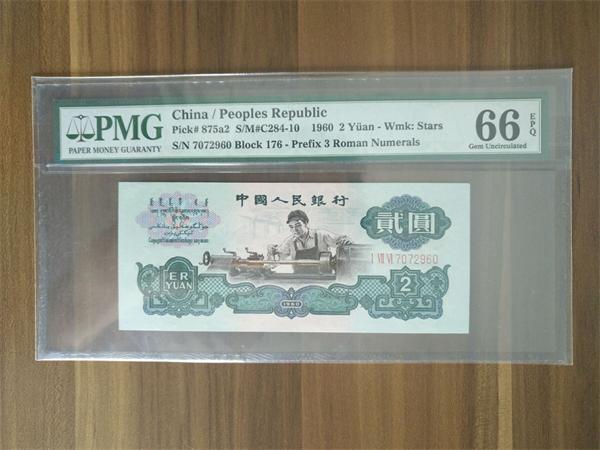 PMG
PAPER MONEY GUARANTY
China / Peoples Republic
Pick# 875a2 S/M#C284-10 1960 2 Yüan - Wmk: Stars
S/N 7072960 Block 176 - Prefix 3 Roman Numerals
66 EPQ
Gem Uncirculated
中國人民銀行
貳圓
I VII VI 7072960
ER
YUAN
2
1960